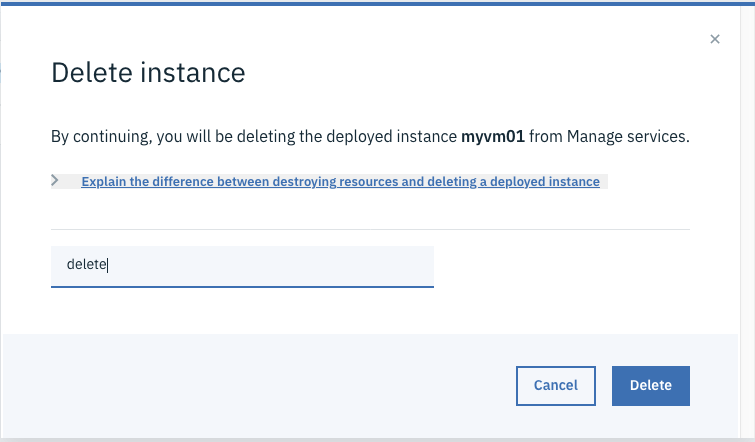 Delete instance
By continuing, you will be deleting the deployed instance myvm01 from Manage services.
Explain the difference between destroying resources and deleting a deployed instance
delete
Cancel Delete